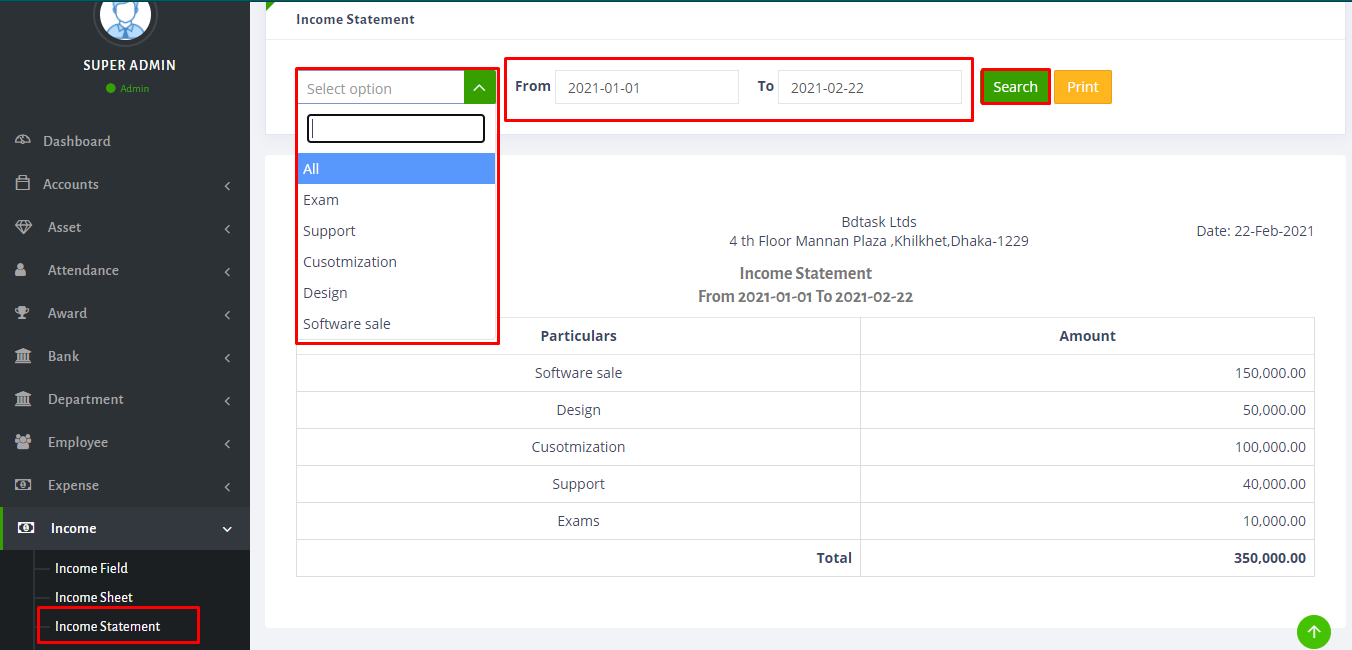 SUPER ADMIN
Admin
Dashboard
Accounts
Asset
Attendance
Award
Bank
Department
Employee
Expense
Income
Income Field
Income Sheet
Income Statement
Income Statement
Select option
From 2021-01-01 To 2021-02-22
Search Print
All
Exam
Support
Cusotmization
Design
Software sale
Bdtask Ltds
4 th Floor Mannan Plaza ,Khilkhet,Dhaka-1229
Date: 22-Feb-2021
Income Statement
From 2021-01-01 To 2021-02-22
Particulars Amount
Software sale 150,000.00
Design 50,000.00
Cusotmization 100,000.00
Support 40,000.00
Exams 10,000.00
Total 350,000.00